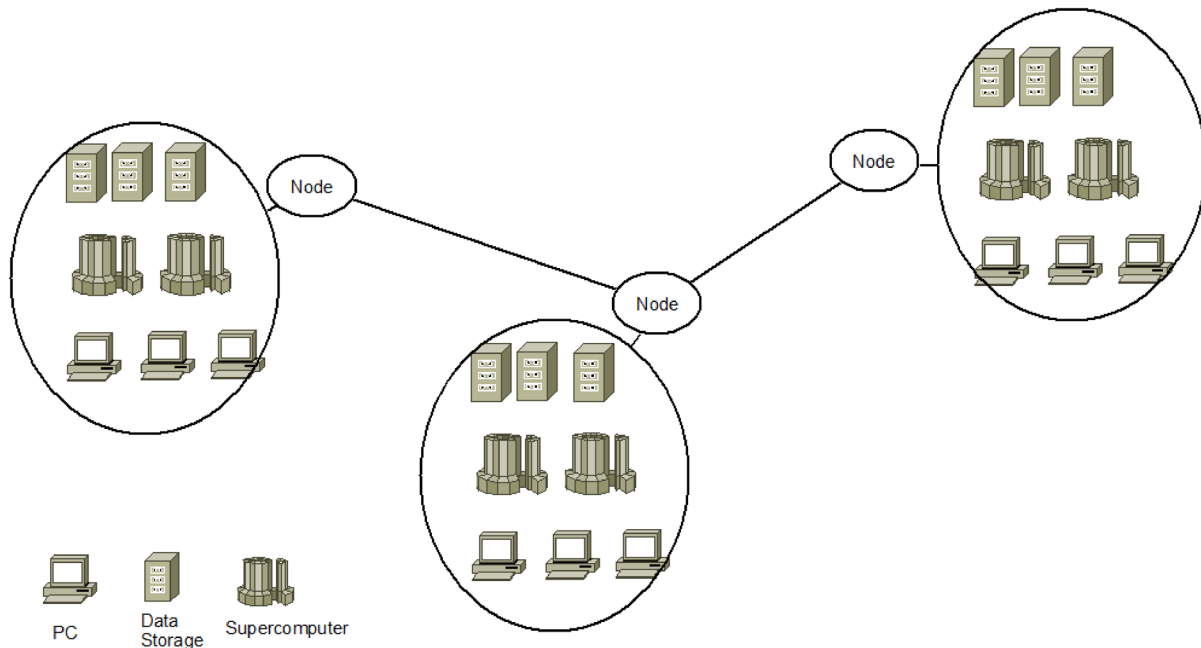 Node
Node
Node
PC
Data
Storage
Supercomputer